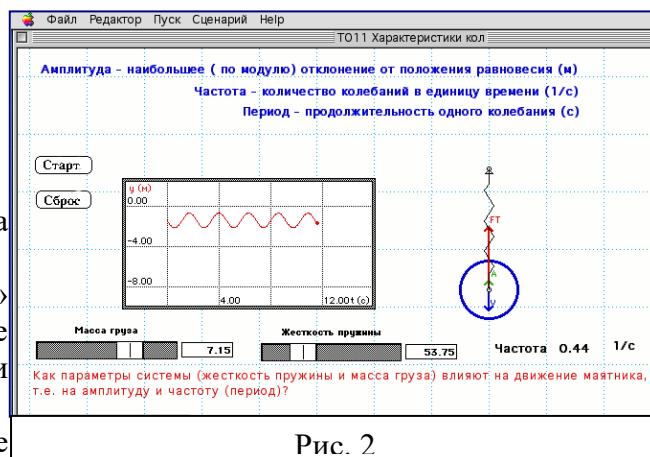 Файл Редактор Пуск Сценарий Help
ТО11 Характеристики кол
Амплитуда - наибольшее ( по модулю) отклонение от положения равновесия (м)
Частота - количество колебаний в единицу времени (1/с)
Период - продолжительность одного колебания (с)
Старт
Сброс
y (м)
0.00
-4.00
-8.00
4.00
12.00 t (c)
FT
A
V
Масса груза
7.15
Жесткость пружины
53.75
Частота 0.44 1/с
Как параметры системы (жесткость пружины и масса груза) влияют на движение маятника,
т.е. на амплитуду и частоту (период)?
а
»
е
и
е
Рис. 2